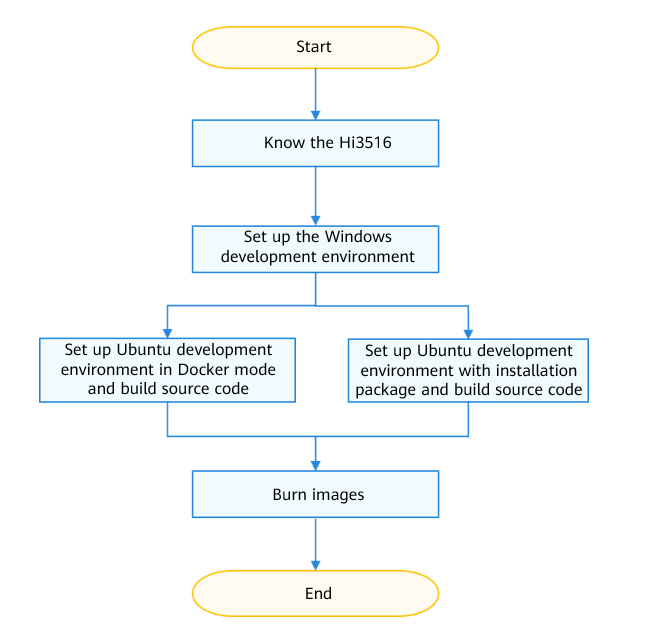 Start
Know the Hi3516
Set up the Windows
development environment
Set up Ubuntu development
environment in Docker mode
and build source code
Set up Ubuntu development
environment with installation
package and build source code
Burn images
End